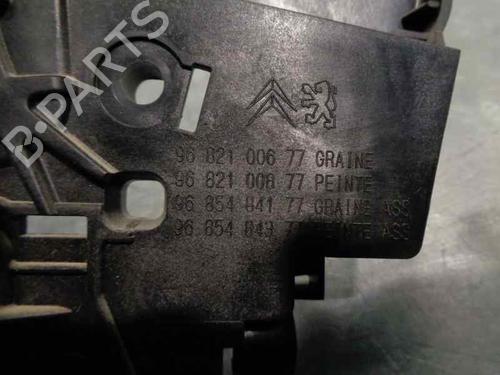 B-PARTS
96 821 006 77 GRAINE
96 821 008 77 PEINTE
96 854 841 77 GRAINE ASS
96 854 843 77 PEINTE ASS